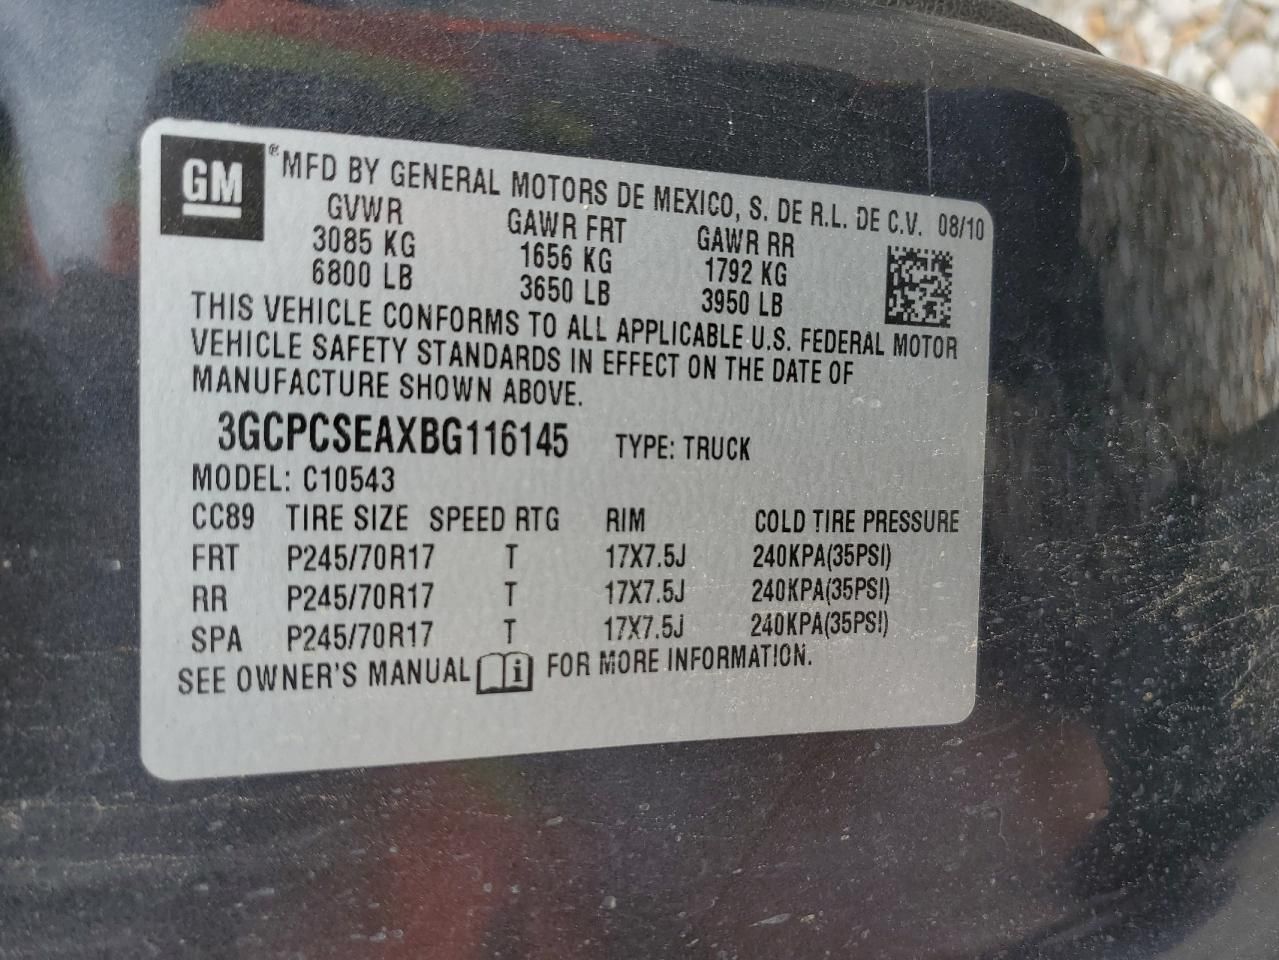 GM ® MFD BY GENERAL MOTORS DE MEXICO, S. DE R.L. DE C.V. 08/10
GVWR GAWR FRT GAWR RR
3085 KG 1656 KG 1792 KG
6800 LB 3650 LB 3950 LB
THIS VEHICLE CONFORMS TO ALL APPLICABLE U.S. FEDERAL MOTOR
VEHICLE SAFETY STANDARDS IN EFFECT ON THE DATE OF
MANUFACTURE SHOWN ABOVE.
3GCPCSEAXBG116145 TYPE: TRUCK
MODEL: C10543
CC89 TIRE SIZE SPEED RTG RIM COLD TIRE PRESSURE
FRT P245/70R17 T 17X7.5J 240KPA(35PSI)
RR P245/70R17 T 17X7.5J 240KPA(35PSI)
SPA P245/70R17 T 17X7.5J 240KPA(35PSI)
SEE OWNER'S MANUAL i FOR MORE INFORMATION.